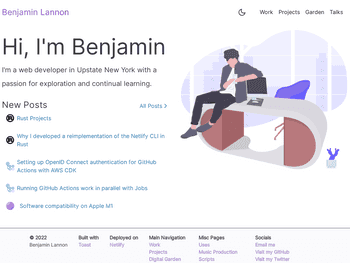 Benjamin Lannon
Work Projects Garden Talks
Hi, I'm Benjamin
I'm a web developer in Upstate New York with a
passion for exploration and continual learning.
New Posts
All Posts >
Rust Projects
Why I developed a reimplementation of the Netlify CLI in
Rust
Setting up OpenID Connect authentication for GitHub
Actions with AWS CDK
Running GitHub Actions work in parallel with Jobs
Software compatibility on Apple M1
© 2022
Benjamin Lannon
Built with
Toast
Deployed on
Netlify
Main Navigation
Work
Projects
Digital Garden
Misc Pages
Uses
Music Production
Scripts
Socials
Email me
Visit my GitHub
Visit my Twitter